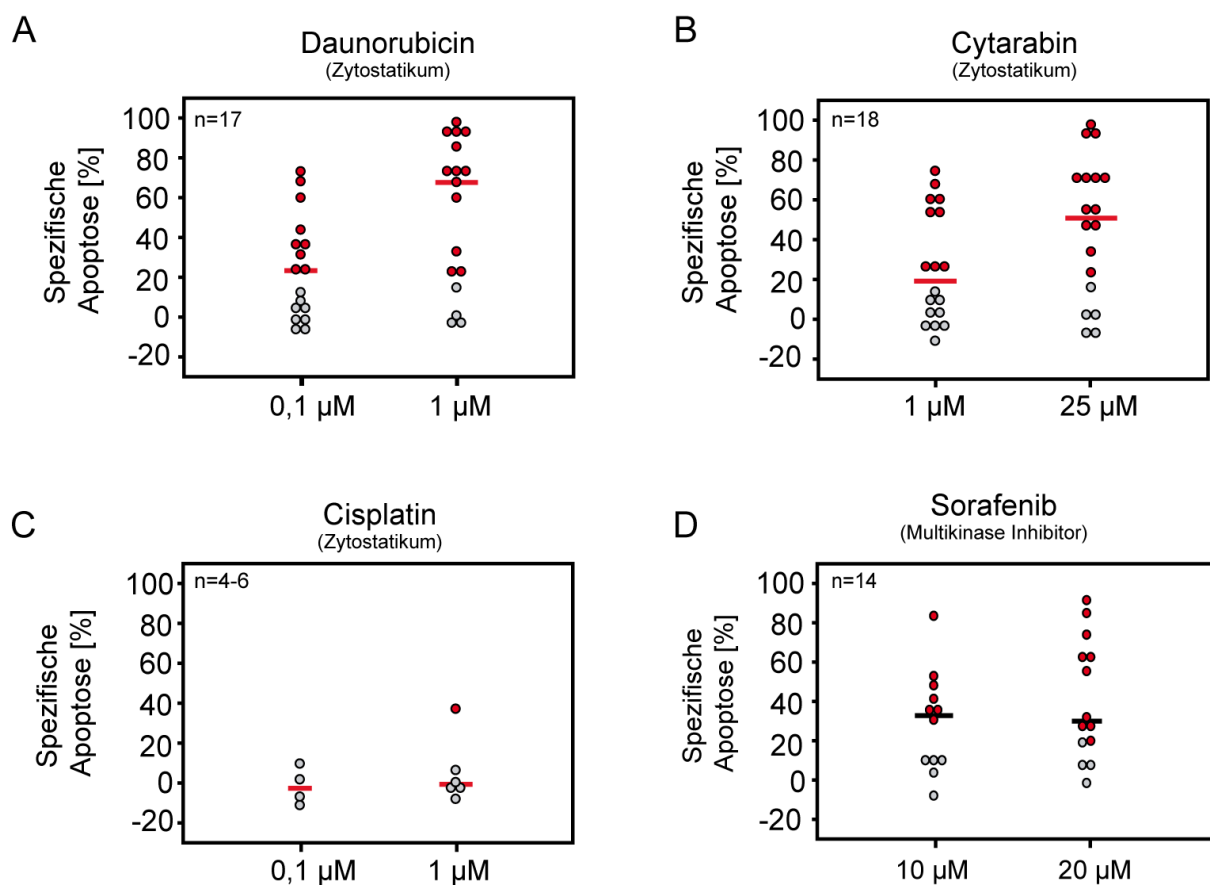 A
Daunorubicin
(Zytostatikum)
Spezifische
Apoptose [%]
n=17
100
80
60
40
20
0
-20
0,1 µM
1 µM
B
Cytarabin
(Zytostatikum)
Spezifische
Apoptose [%]
n=18
100
80
60
40
20
0
-20
1 µM
25 µM
C
Cisplatin
(Zytostatikum)
Spezifische
Apoptose [%]
n=4-6
100
80
60
40
20
0
-20
0,1 µM
1 µM
D
Sorafenib
(Multikinase Inhibitor)
Spezifische
Apoptose [%]
n=14
100
80
60
40
20
0
-20
10 µM
20 µM